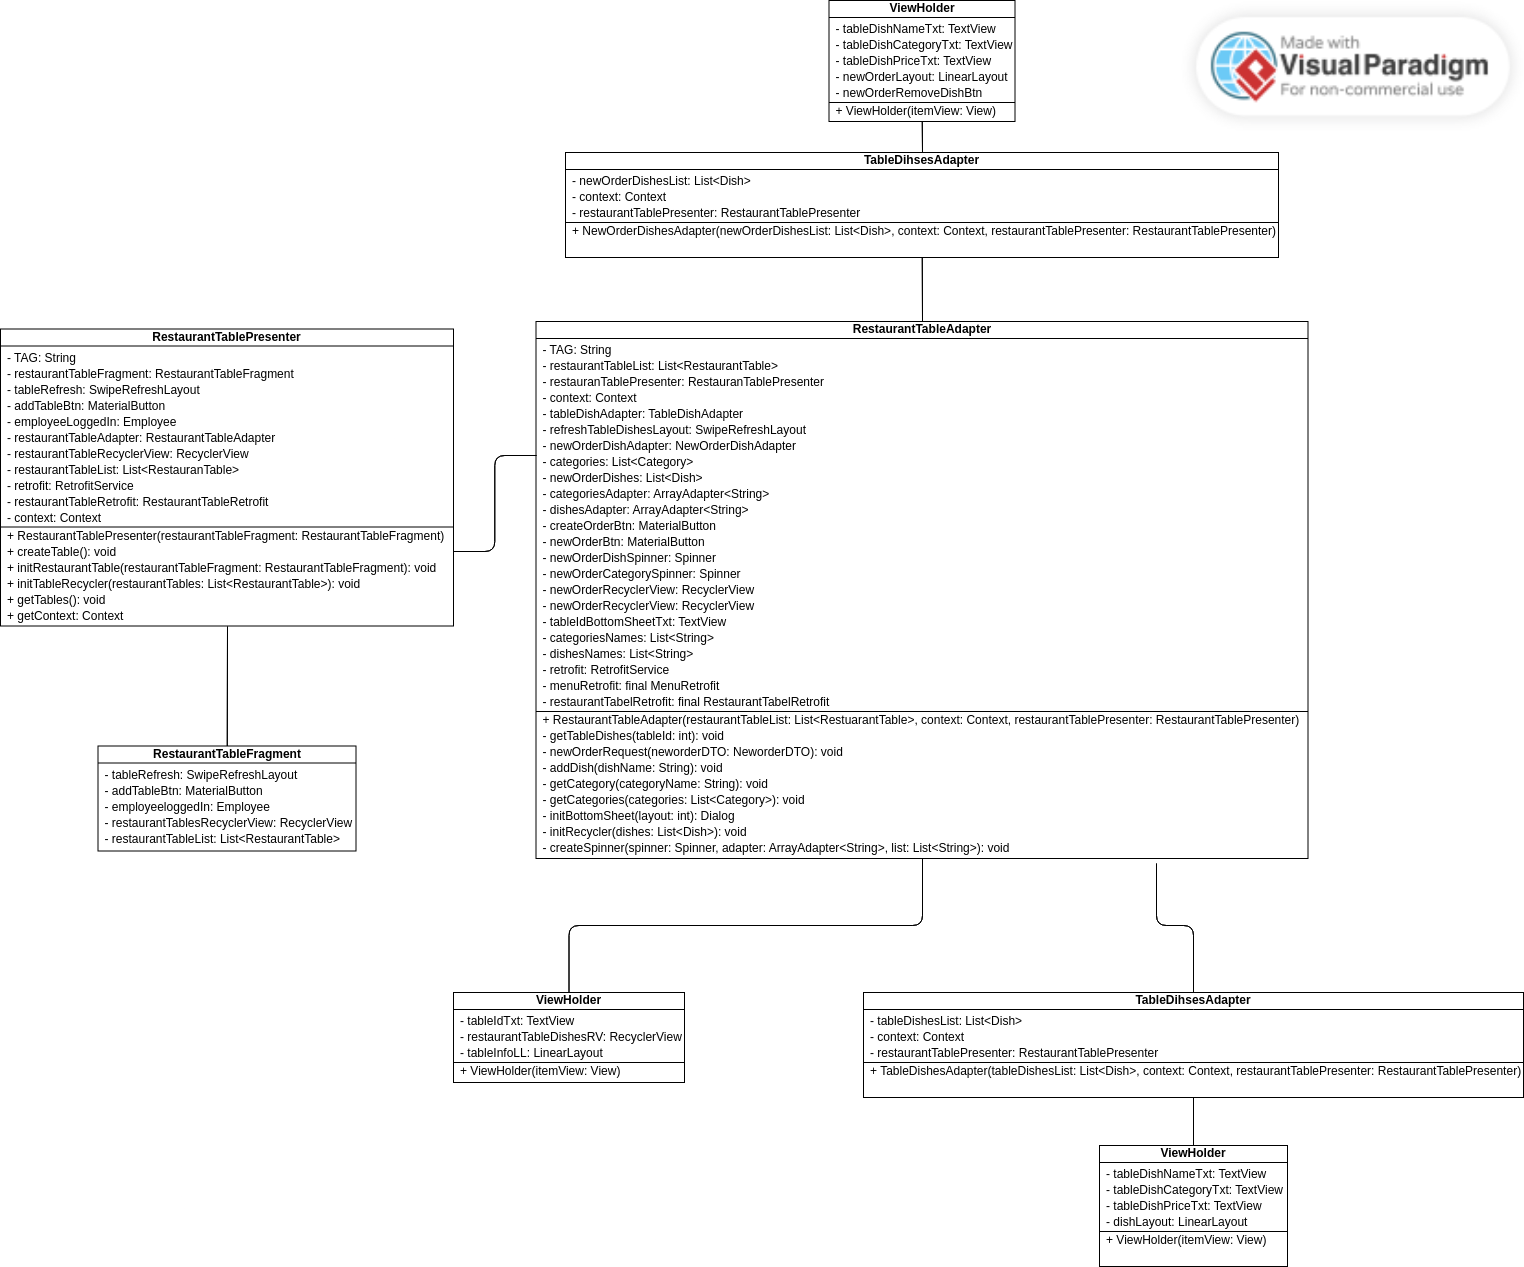 ViewHolder
- tableDishNameTxt: TextView
- tableDishCategoryTxt: TextView
- tableDishPriceTxt: TextView
- newOrderLayout: LinearLayout
- newOrderRemoveDishBtn
+ ViewHolder(itemView: View)
Made with
Visual Paradigm
For non-commercial use
TableDihsesAdapter
- newOrderDishesList: List<Dish>
- context: Context
- restaurantTablePresenter: RestaurantTablePresenter
+ NewOrderDishesAdapter(newOrderDishesList: List<Dish>, context: Context, restaurantTablePresenter: RestaurantTablePresenter)
RestaurantTablePresenter
- TAG: String
- restaurantTableFragment: RestaurantTableFragment
- tableRefresh: SwipeRefreshLayout
- addTableBtn: MaterialButton
- employeeLoggedIn: Employee
- restaurantTableAdapter: RestaurantTableAdapter
- restaurantTableRecyclerView: RecyclerView
- restaurantTableList: List<RestauranTable>
- retrofit: RetrofitService
- restaurantTableRetrofit: RestaurantTableRetrofit
- context: Context
+ RestaurantTablePresenter(restaurantTableFragment: RestaurantTableFragment)
+ createTable(): void
+ initRestaurantTable(restaurantTableFragment: RestaurantTableFragment): void
+ initTableRecycler(restaurantTables: List<RestaurantTable>): void
+ getTables(): void
+ getContext: Context
RestaurantTableAdapter
- TAG: String
- restaurantTableList: List<RestaurantTable>
- restauranTablePresenter: RestauranTablePresenter
- context: Context
- tableDishAdapter: TableDishAdapter
- refreshTableDishesLayout: SwipeRefreshLayout
- newOrderDishAdapter: NewOrderDishAdapter
- categories: List<Category>
- newOrderDishes: List<Dish>
- categoriesAdapter: ArrayAdapter<String>
- dishesAdapter: ArrayAdapter<String>
- createOrderBtn: MaterialButton
- newOrderBtn: MaterialButton
- newOrderDishSpinner: Spinner
- newOrderCategorySpinner: Spinner
- newOrderRecyclerView: RecyclerView
- newOrderRecyclerView: RecyclerView
- tableIdBottomSheetTxt: TextView
- categoriesNames: List<String>
- dishesNames: List<String>
- retrofit: RetrofitService
- menuRetrofit: final MenuRetrofit
- restaurantTabelRetrofit: final RestaurantTabelRetrofit
+ RestaurantTableAdapter(restaurantTableList: List<RestuarantTable>, context: Context, restaurantTablePresenter: RestaurantTablePresenter)
- getTableDishes(tableId: int): void
- newOrderRequest(neworderDTO: NeworderDTO): void
- addDish(dishName: String): void
- getCategory(categoryName: String): void
- getCategories(categories: List<Category>): void
- initBottomSheet(layout: int): Dialog
- initRecycler(dishes: List<Dish>): void
- createSpinner(spinner: Spinner, adapter: ArrayAdapter<String>, list: List<String>): void
RestaurantTableFragment
- tableRefresh: SwipeRefreshLayout
- addTableBtn: MaterialButton
- employeeloggedIn: Employee
- restaurantTablesRecyclerView: RecyclerView
- restaurantTableList: List<RestaurantTable>
ViewHolder
- tableIdTxt: TextView
- restaurantTableDishesRV: RecyclerView
- tableInfoLL: LinearLayout
+ ViewHolder(itemView: View)
TableDihsesAdapter
- tableDishesList: List<Dish>
- context: Context
- restaurantTablePresenter: RestaurantTablePresenter
+ TableDishesAdapter(tableDishesList: List<Dish>, context: Context, restaurantTablePresenter: RestaurantTablePresenter)
ViewHolder
- tableDishNameTxt: TextView
- tableDishCategoryTxt: TextView
- tableDishPriceTxt: TextView
- dishLayout: LinearLayout
+ ViewHolder(itemView: View)